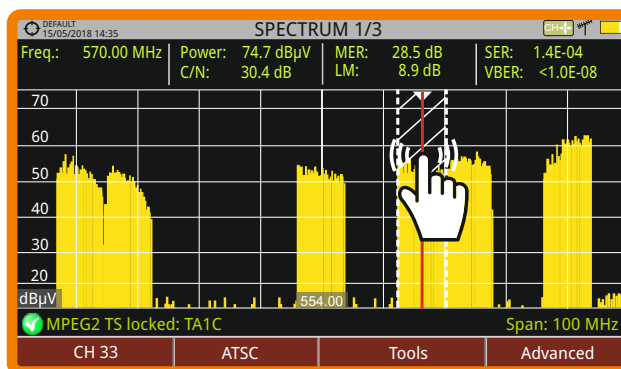 DEFAULT
15/05/2018 14:35
SPECTRUM 1/3
CH
Freq.: 570.00 MHz
Power: 74.7 dBµV
MER: 28.5 dB
SER: 1.4E-04
C/N: 30.4 dB
LM: 8.9 dB
VBER: <1.0E-08
70
60
50
40
30
20
dBµV
554.00
MPEG2 TS locked: TA1C
Span: 100 MHz
CH 33
ATSC
Tools
Advanced